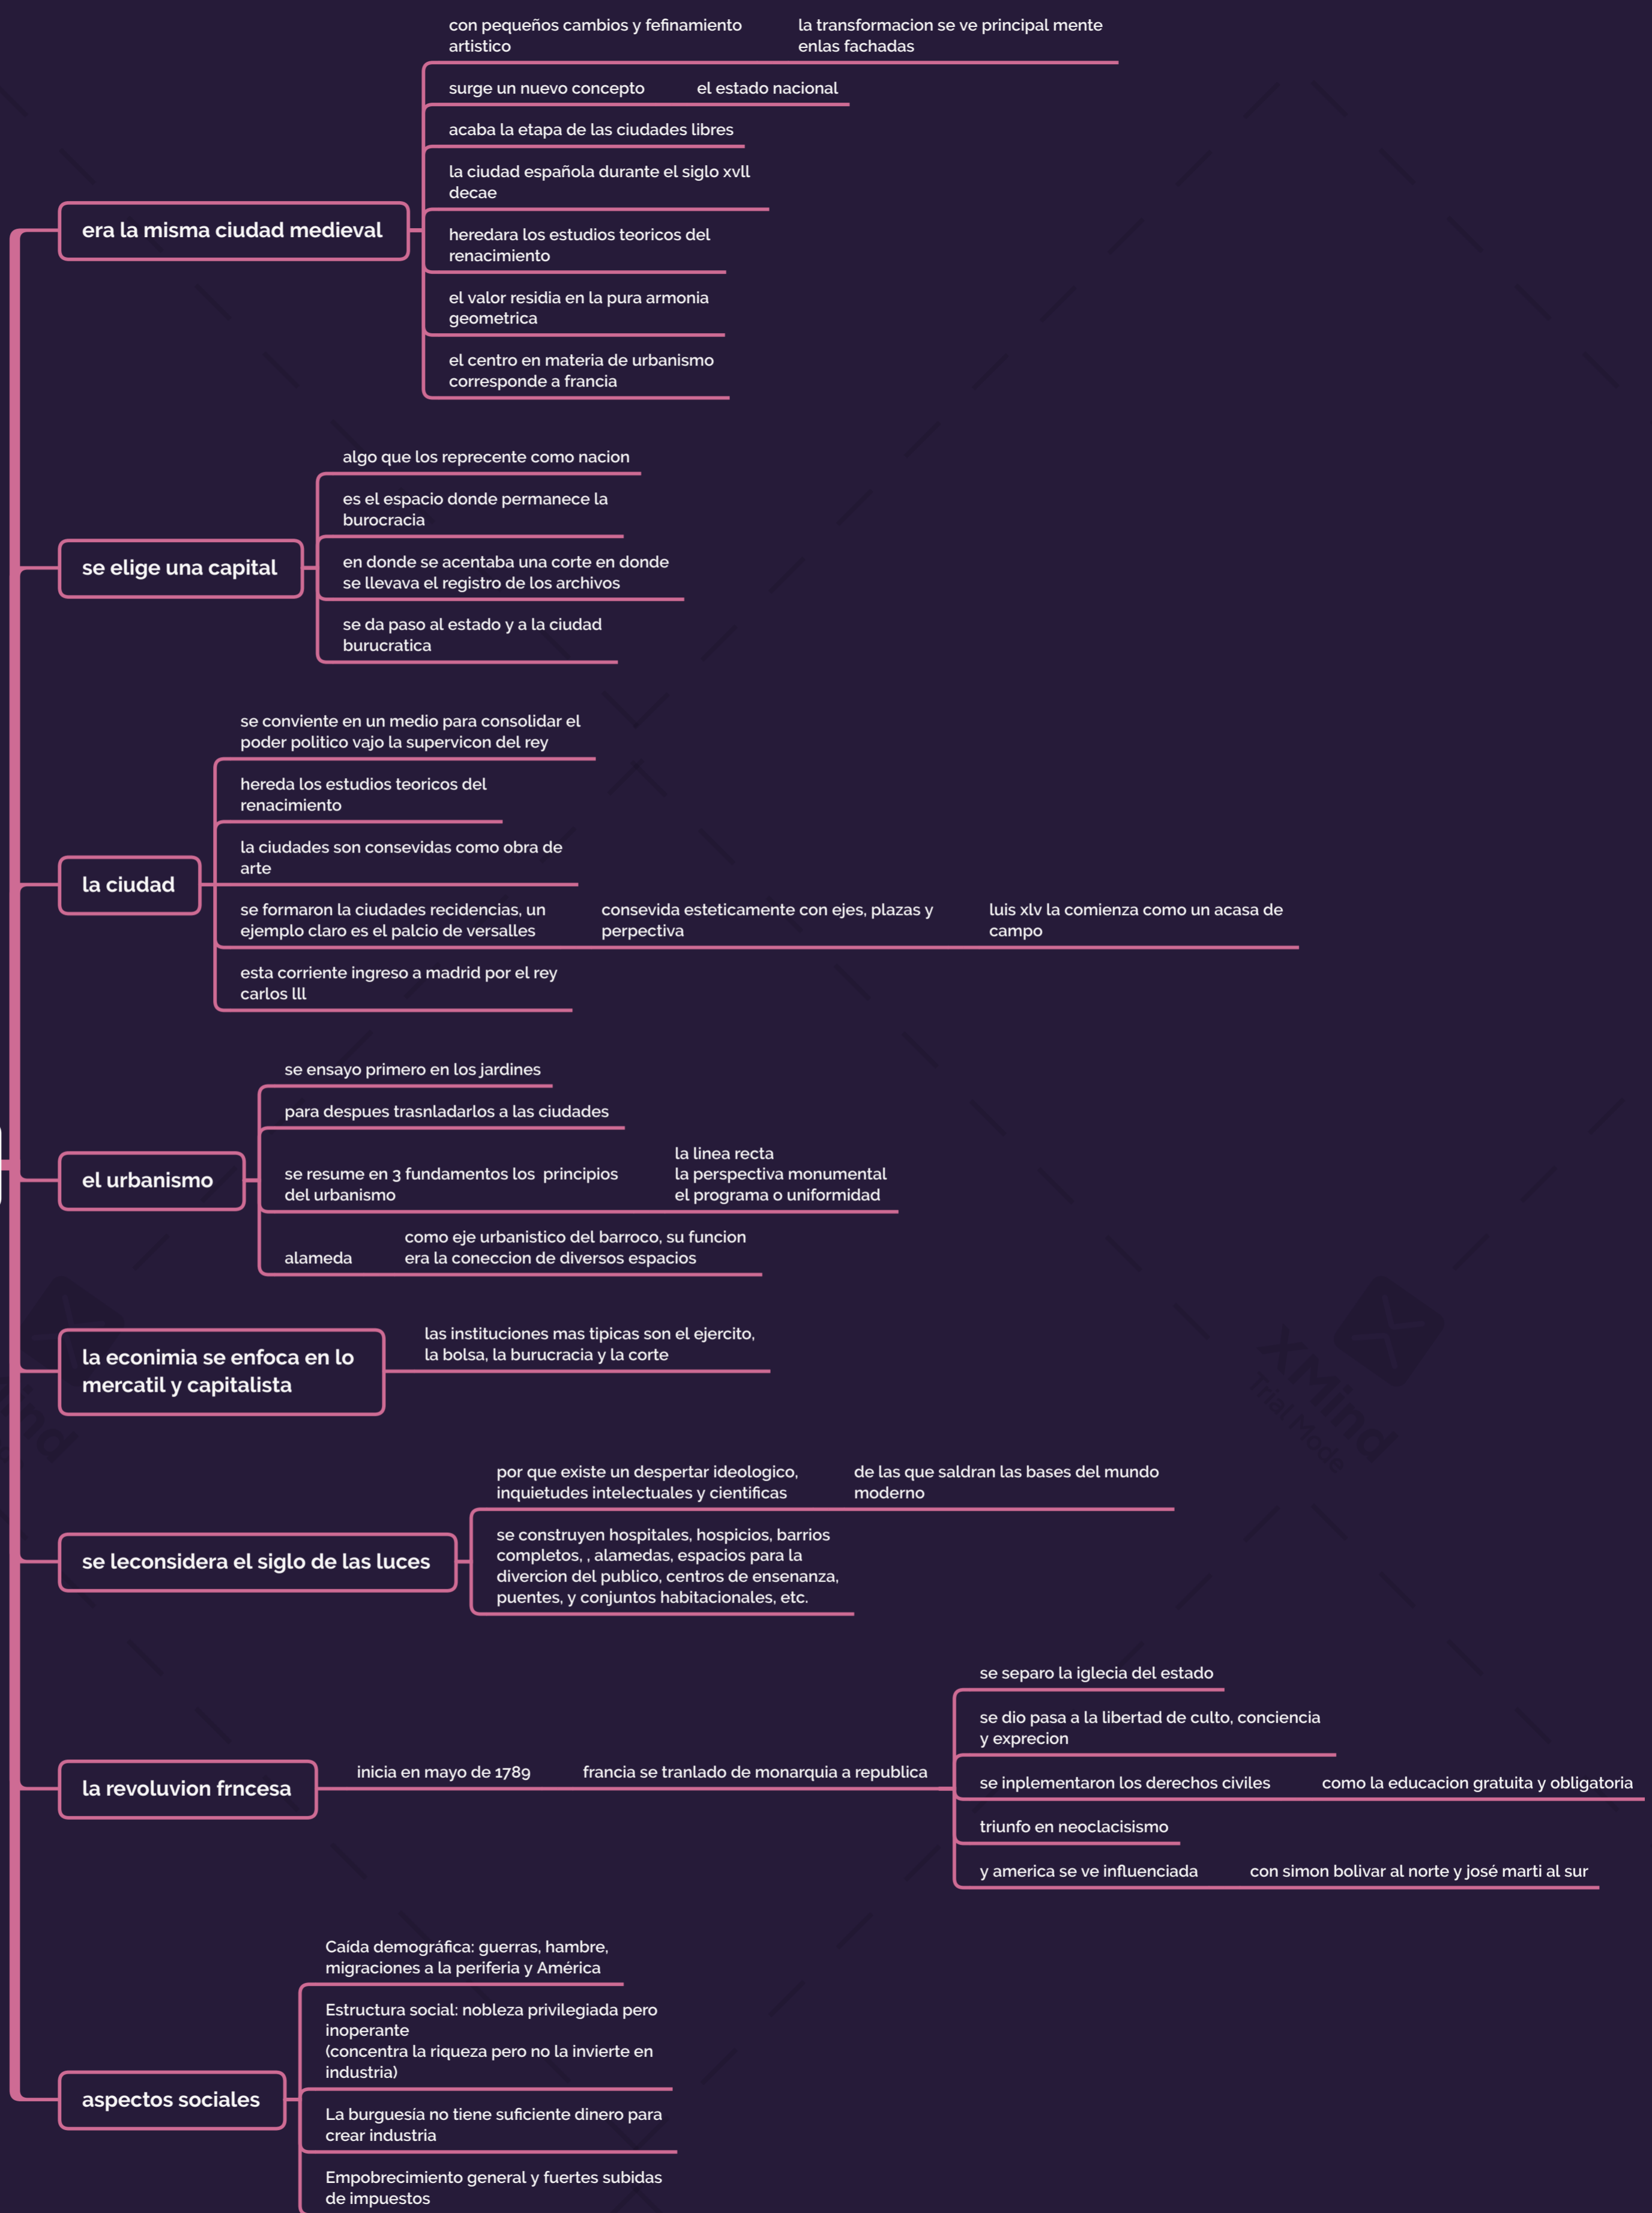 con pequeños cambios y fefinamiento
artistico
la transformacion se ve principal mente
enlas fachadas
surge un nuevo concepto
el estado nacional
acaba la etapa de las ciudades libres
la ciudad española durante el siglo xvll
decae
era la misma ciudad medieval
heredara los estudios teoricos del
renacimiento
el valor residia en la pura armonia
geometrica
el centro en materia de urbanismo
corresponde a francia
algo que los reprecente como nacion
es el espacio donde permanece la
burocracia
se elige una capital
en donde se acentaba una corte en donde
se llevava el registro de los archivos
se da paso al estado y a la ciudad
burucratica
se conviente en un medio para consolidar el
poder politico vajo la supervicon del rey
hereda los estudios teoricos del
renacimiento
la ciudades son consevidas como obra de
arte
la ciudad
se formaron la ciudades recidencias, un
ejemplo claro es el palcio de versalles
consevida esteticamente con ejes, plazas y
perpectiva
luis xlv la comienza como un acasa de
campo
esta corriente ingreso a madrid por el rey
carlos lll
se ensayo primero en los jardines
para despues trasnladarlos a las ciudades
el urbanismo
se resume en 3 fundamentos los  principios
del urbanismo
la linea recta
la perspectiva monumental
el programa o uniformidad
alameda
como eje urbanistico del barroco, su funcion
era la coneccion de diversos espacios
la econimia se enfoca en lo
mercatil y capitalista
las instituciones mas tipicas son el ejercito,
la bolsa, la burucracia y la corte
XMind
Trial Mode
por que existe un despertar ideologico,
inquietudes intelectuales y cientificas
de las que saldran las bases del mundo
moderno
se leconsidera el siglo de las luces
se construyen hospitales, hospicios, barrios
completos, , alamedas, espacios para la
divercion del publico, centros de ensenanza,
puentes, y conjuntos habitacionales, etc.
la revoluvion frncesa
inicia en mayo de 1789
francia se tranlado de monarquia a republica
se separo la iglecia del estado
se dio pasa a la libertad de culto, conciencia
y exprecion
se inplementaron los derechos civiles
como la educacion gratuita y obligatoria
triunfo en neoclacisismo
y america se ve influenciada
con simon bolivar al norte y josé marti al sur
Caída demográfica: guerras, hambre,
migraciones a la periferia y América
Estructura social: nobleza privilegiada pero
inoperante
(concentra la riqueza pero no la invierte en
industria)
aspectos sociales
La burguesía no tiene suficiente dinero para
crear industria
Empobrecimiento general y fuertes subidas
de impuestos